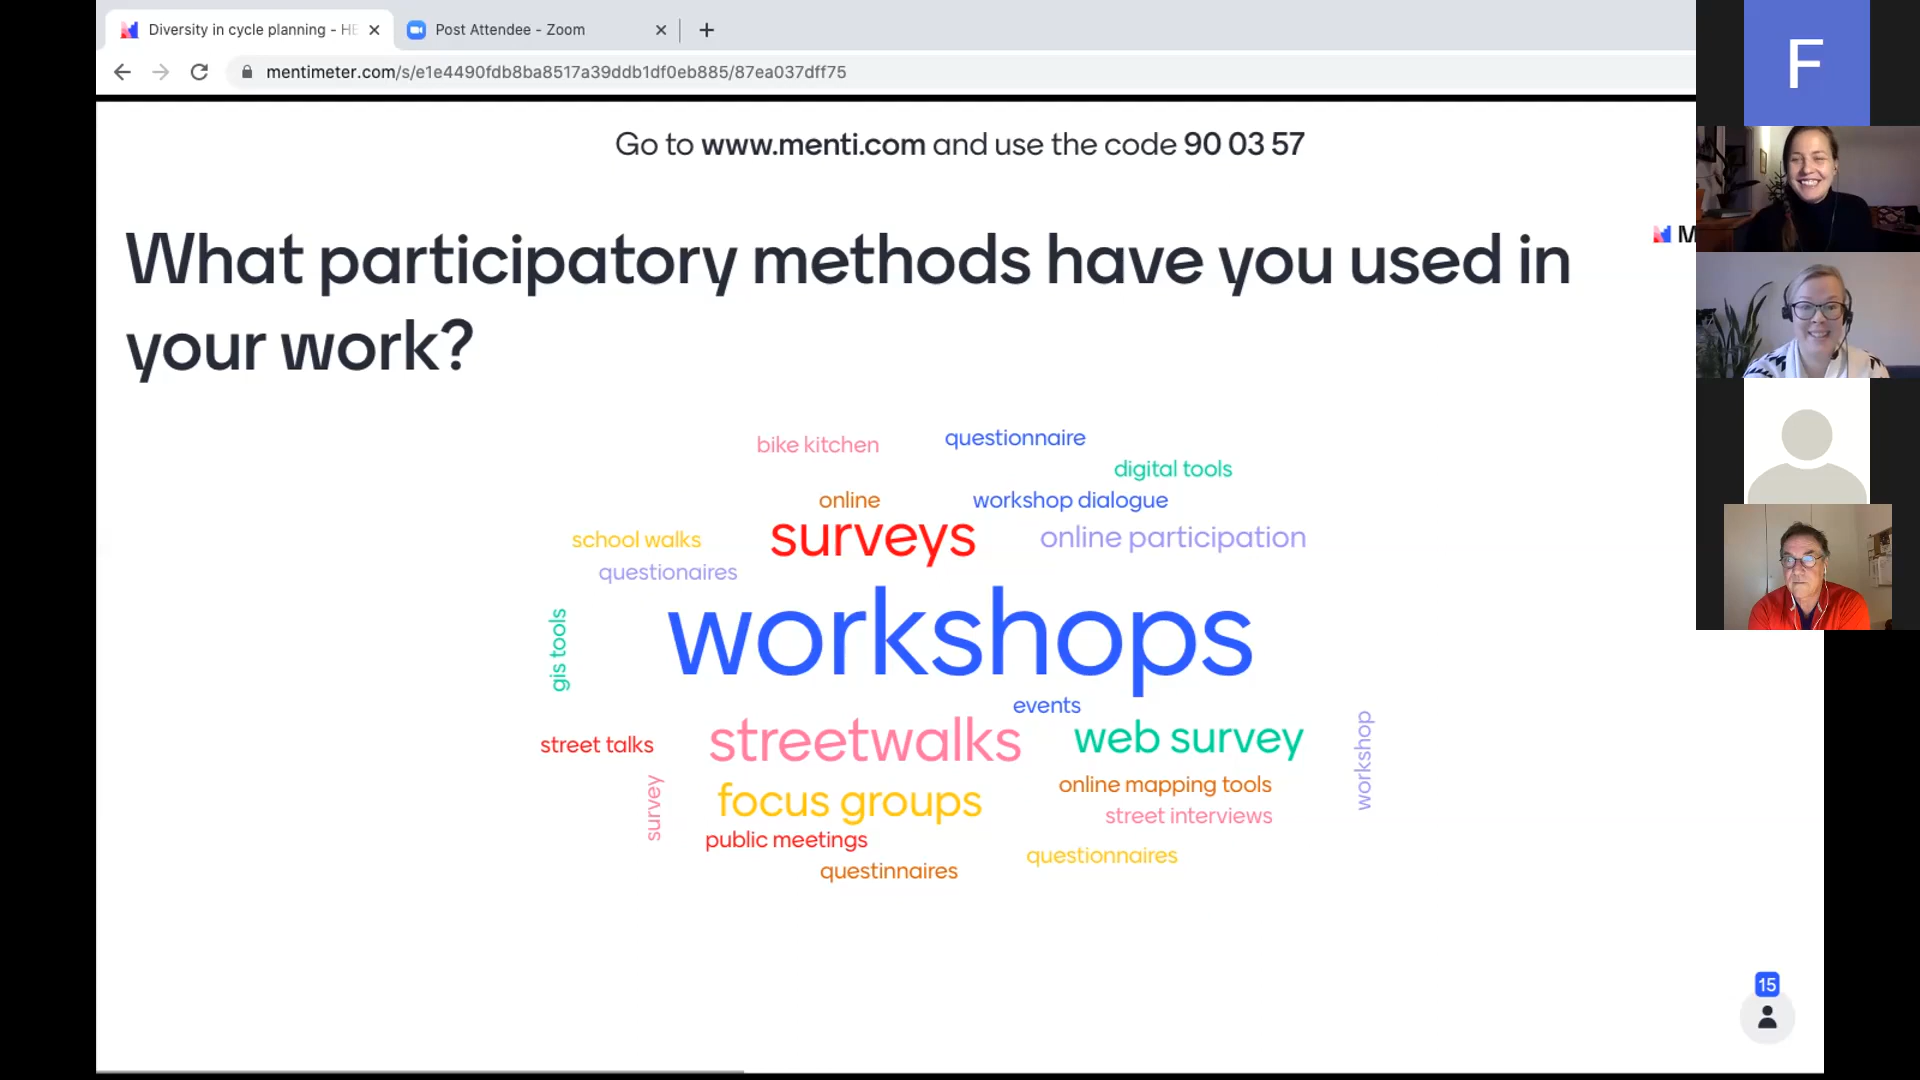 Diversity in cycle planning - HE
Post Attendee - Zoom
mentimeter.com/s/e1e4490fdb8ba8517a39ddb1df0eb885/87ea037dff75
Go to www.menti.com and use the code 90 03 57
F
What participatory methods have you used in
your work?
M
bike kitchen
questionnaire
digital tools
online
workshop dialogue
school walks
surveys
online participation
questionaires
workshops
gis tools
events
street talks
streetwalks
web survey
workshop
survey
focus groups
online mapping tools
street interviews
public meetings
questionnaires
questinnaires
15